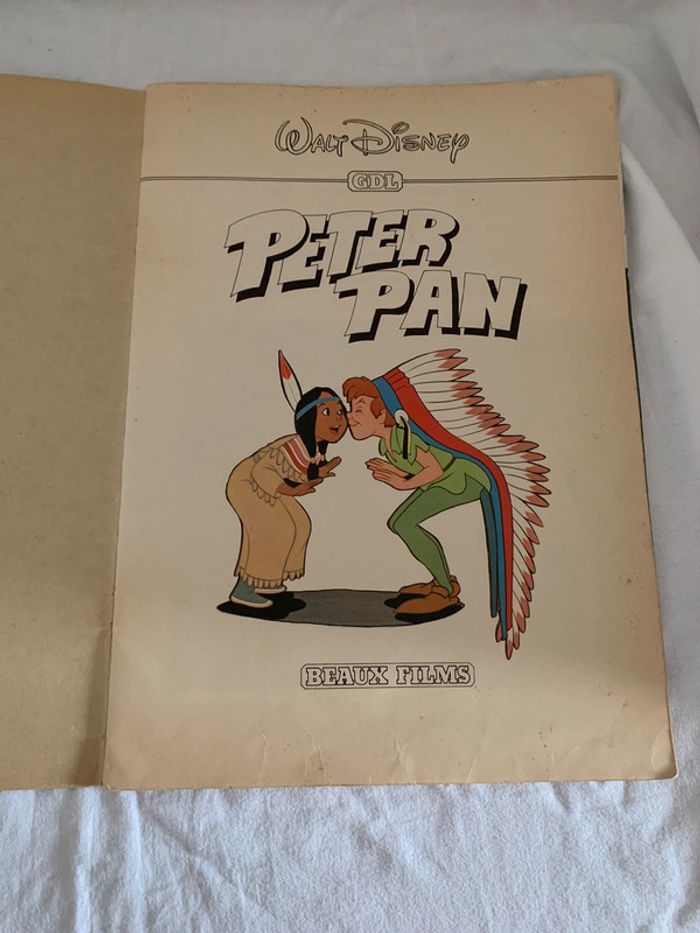 WALT DISNEY
GDL
PETER
PAN
BEAUX FILMS